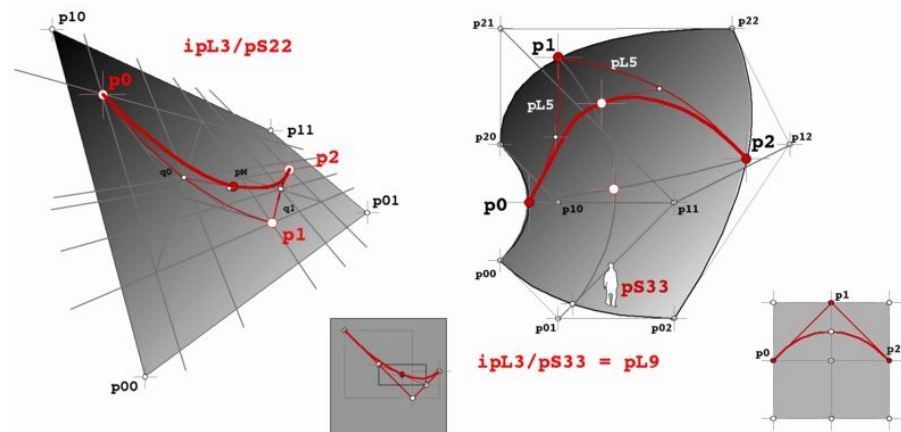 p10
ipL3/pS22
p0
p11
p2
q0
pM
q1
p01
p1
p00
p21
p22
p1
pL5
pL5
p20
p12
p2
p0
p10
p11
p00
pS33
p01
p02
ipL3/pS33 = pL9
p1
p0
p2